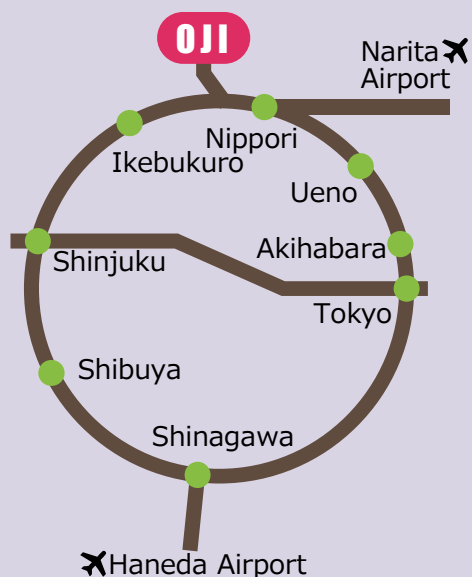 OJI
Narita
Airport
Nippori
Ikebukuro
Ueno
Akihabara
Shinjuku
Tokyo
Shibuya
Shinagawa
Haneda Airport